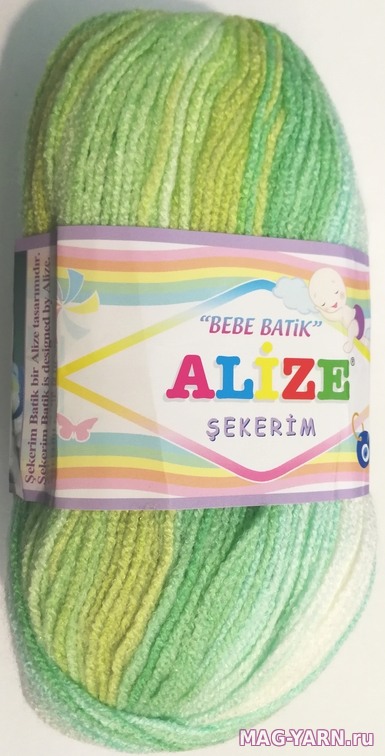 "BEBE BATİK"
ALİZE®
ŞEKERİM
Şekerim Batik bir Alize tasarımıdır.
Şekerim Batik is designed by Alize.
MAG-YARN.ru